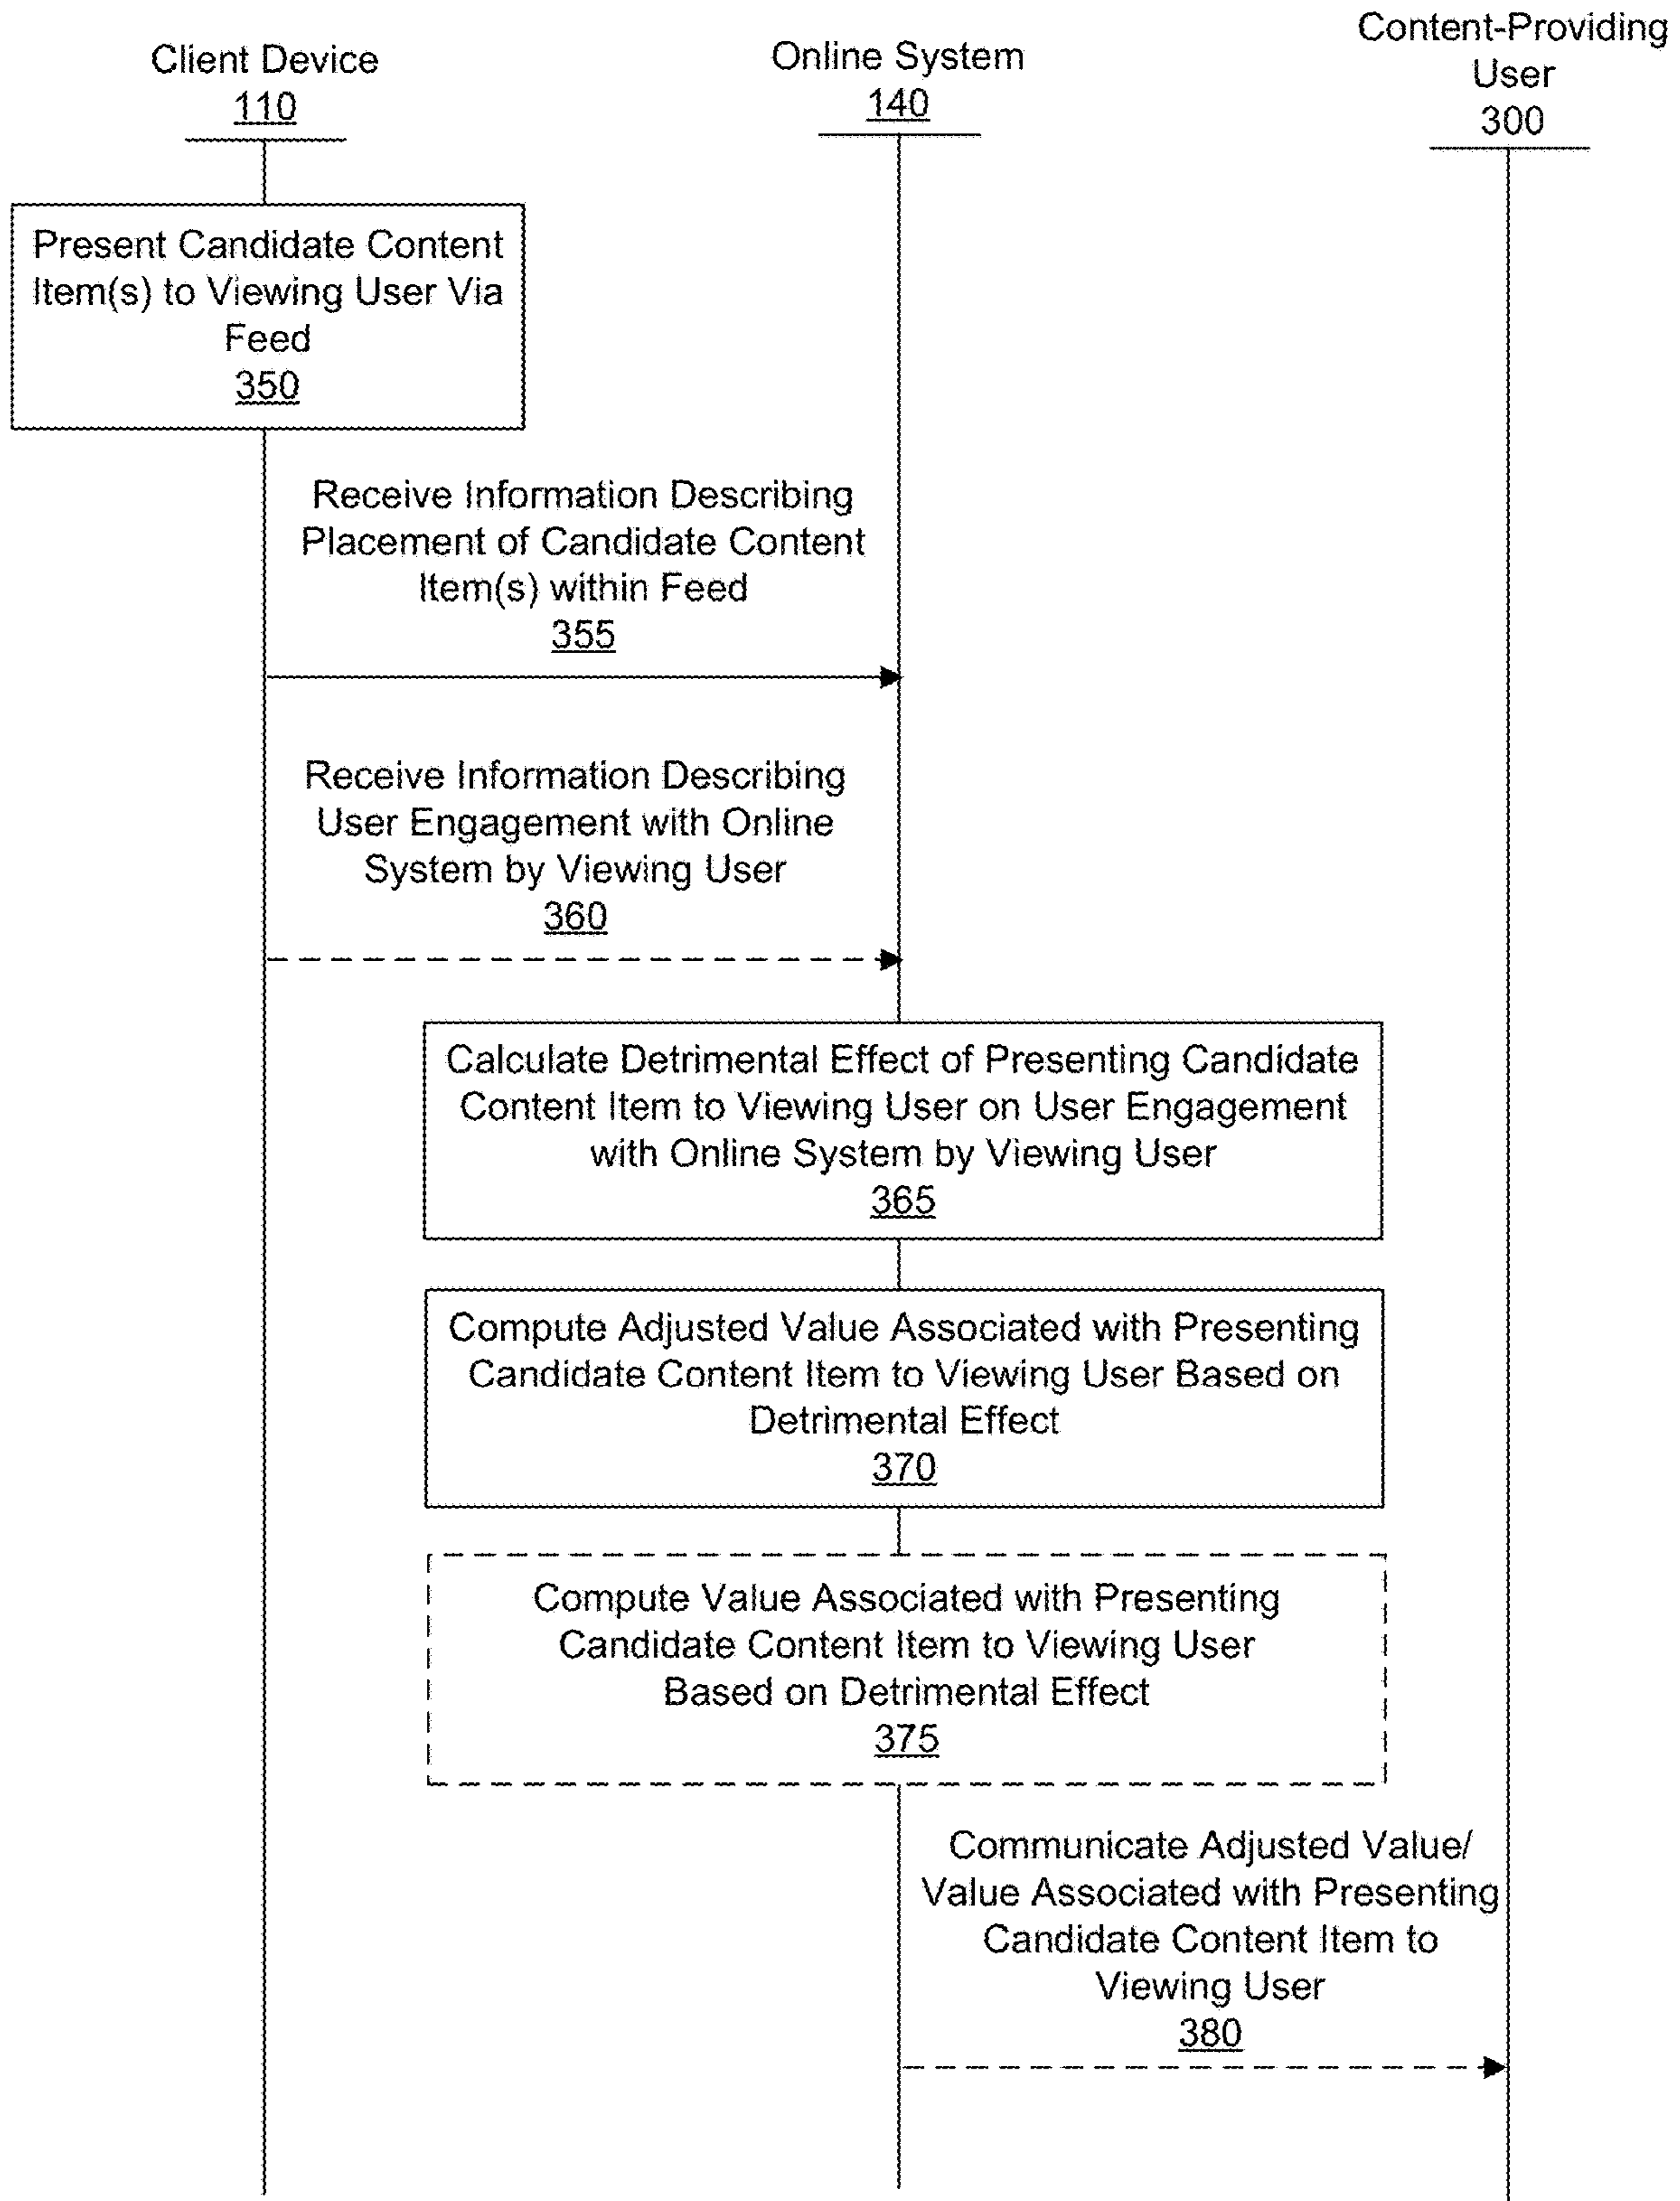 Client Device
110
Online System
140
Content-Providing
User
300
Present Candidate Content
Item(s) to Viewing User Via
Feed
350
Receive Information Describing
Placement of Candidate Content
Item(s) within Feed
355
Receive Information Describing
User Engagement with Online
System by Viewing User
360
Calculate Detrimental Effect of Presenting Candidate
Content Item to Viewing User on User Engagement
with Online System by Viewing User
365
Compute Adjusted Value Associated with Presenting
Candidate Content Item to Viewing User Based on
Detrimental Effect
370
Compute Value Associated with Presenting
Candidate Content Item to Viewing User
Based on Detrimental Effect
375
Communicate Adjusted Value/
Value Associated with Presenting
Candidate Content Item to
Viewing User
380